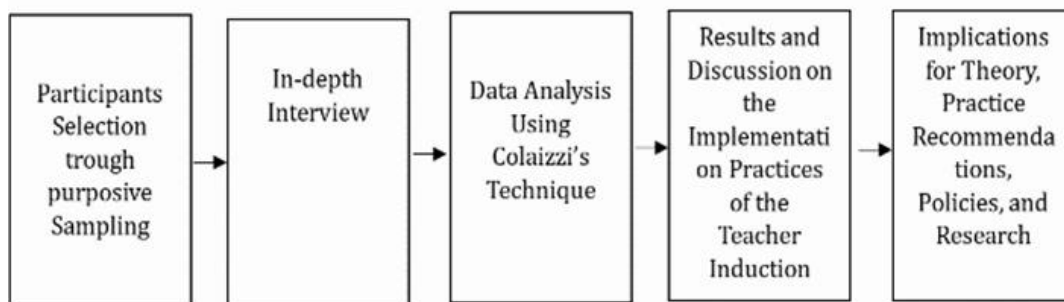 Participants
Selection
trough
purposive
Sampling
In-depth
Interview
Data Analysis
Using
Colaizzi's
Technique
Results and
Discussion on
the
Implementati
on Practices
of the
Teacher
Induction
Implications
for Theory,
Practice
Recommenda
tions,
Policies, and
Research